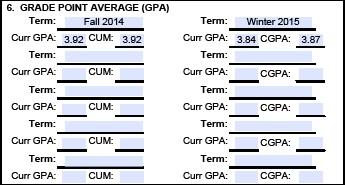 6. GRADE POINT AVERAGE (GPA)
Term: Fall 2014 Term: Winter 2015
Curr GPA: 3.92 CUM: 3.92 Curr GPA: 3.84 CGPA: 3.87
Term: Term:
Curr GPA: CUM: Curr GPA: CGPA:
Term: Term:
Curr GPA: CUM: Curr GPA: CGPA:
Term: Term:
Curr GPA: CUM: Curr GPA: CGPA:
Term: Term:
Curr GPA: CUM: Curr GPA: CGPA: